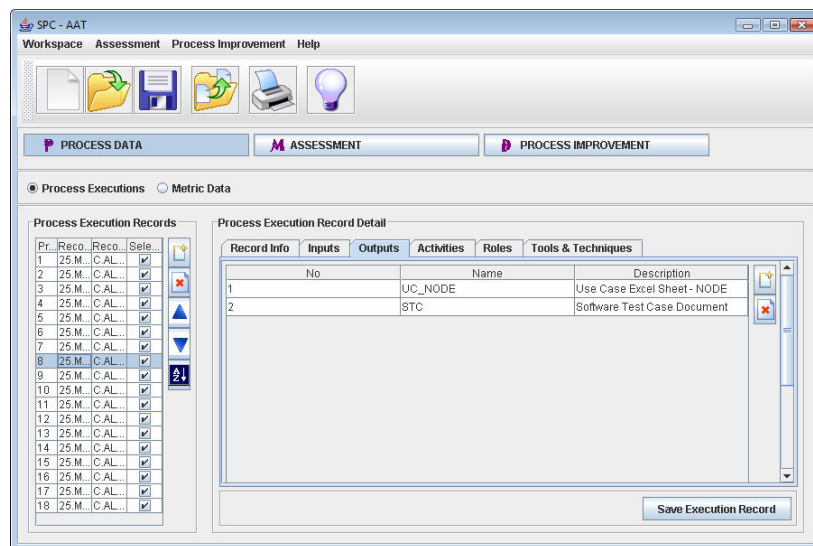 SPC - AAT
Workspace Assessment Process Improvement Help
P PROCESS DATA M ASSESSMENT D PROCESS IMPROVEMENT
Process Executions Metric Data
Process Execution Records Process Execution Record Detail
Record Info Inputs Outputs Activities Roles Tools & Techniques
Pr... Reco... Reco... Sele...
1 25.M... C.AL...
2 25.M... C.AL...
3 25.M... C.AL...
4 25.M... C.AL...
5 25.M... C.AL...
6 25.M... C.AL...
7 25.M... C.AL...
8 25.M... C.AL...
9 25.M... C.AL...
10 25.M... C.AL...
11 25.M... C.AL...
12 25.M... C.AL...
13 25.M... C.AL...
14 25.M... C.AL...
15 25.M... C.AL...
16 25.M... C.AL...
17 25.M... C.AL...
18 25.M... C.AL...
A Z
No Name Description
1 UC_NODE Use Case Excel Sheet - NODE
2 STC Software Test Case Document
Save Execution Record